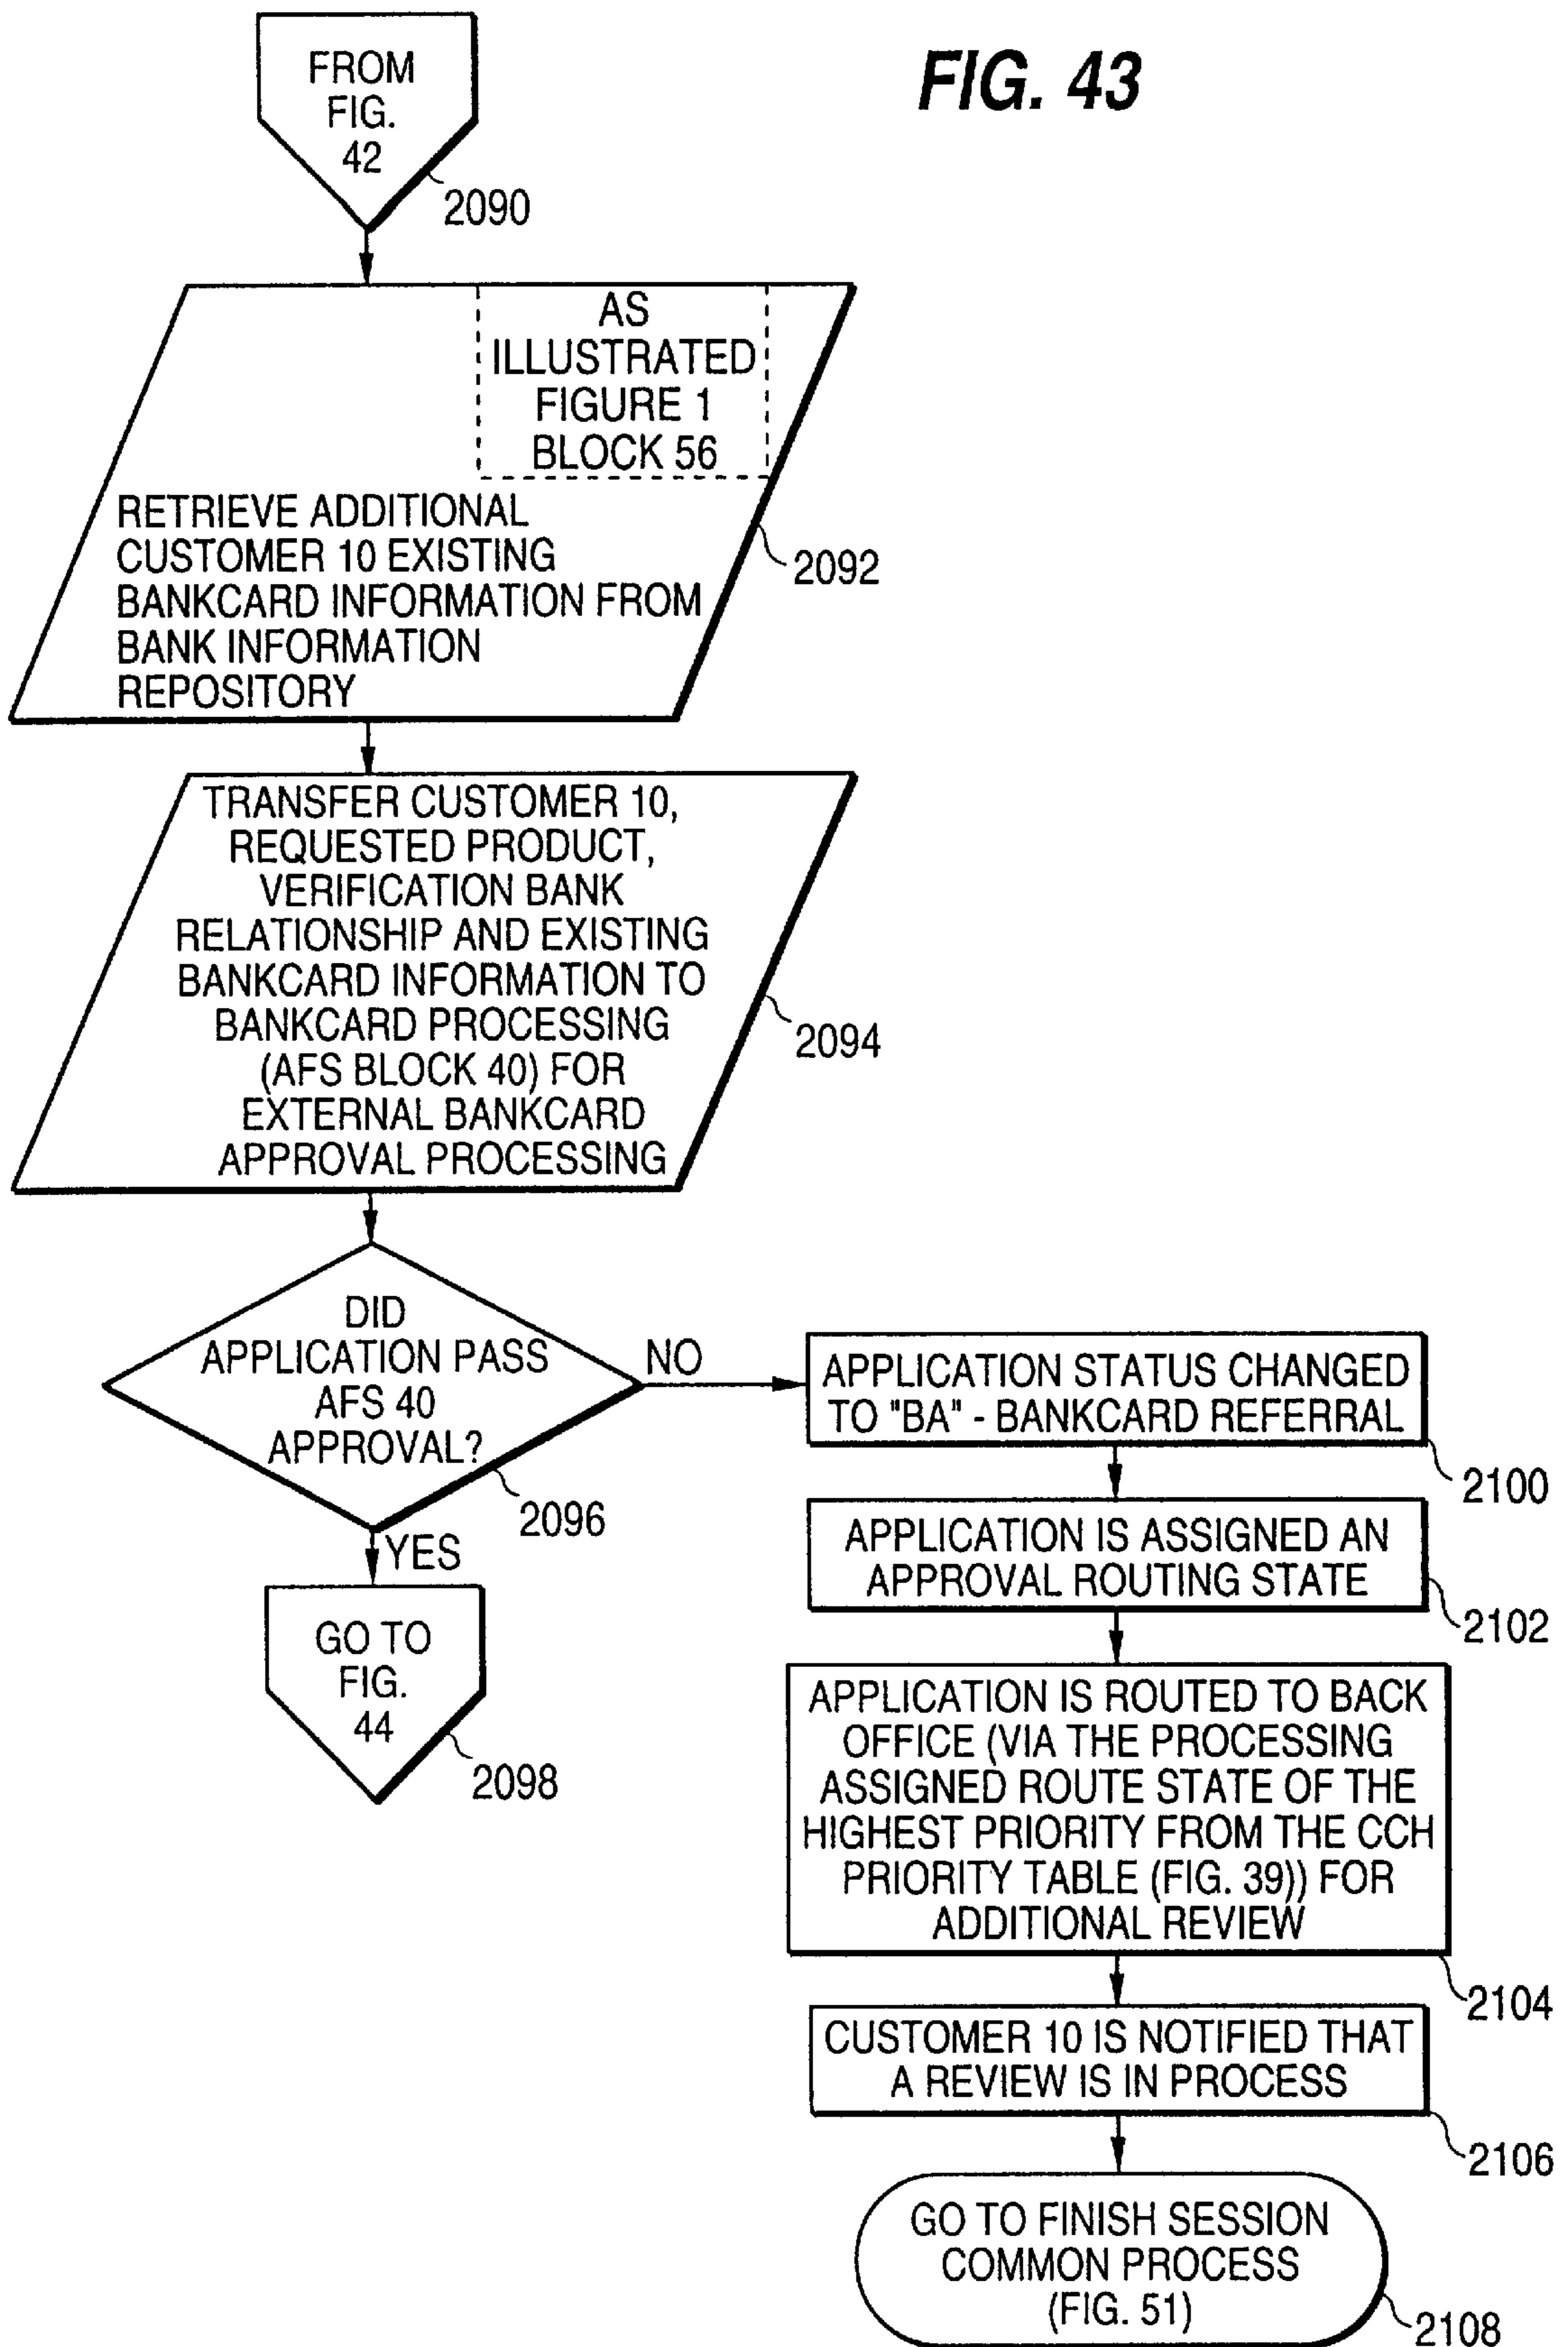 FIG. 43
FROM
FIG.
42
2090
AS
ILLUSTRATED
FIGURE 1
BLOCK 56
RETRIEVE ADDITIONAL
CUSTOMER 10 EXISTING
BANKCARD INFORMATION FROM
BANK INFORMATION
REPOSITORY
2092
TRANSFER CUSTOMER 10,
REQUESTED PRODUCT,
VERIFICATION BANK
RELATIONSHIP AND EXISTING
BANKCARD INFORMATION TO
BANKCARD PROCESSING
(AFS BLOCK 40) FOR
EXTERNAL BANKCARD
APPROVAL PROCESSING
2094
DID
APPLICATION PASS
AFS 40
APPROVAL?
2096
YES
GO TO
FIG.
44
2098
NO
APPLICATION STATUS CHANGED
TO "BA" - BANKCARD REFERRAL
2100
APPLICATION IS ASSIGNED AN
APPROVAL ROUTING STATE
2102
APPLICATION IS ROUTED TO BACK
OFFICE (VIA THE PROCESSING
ASSIGNED ROUTE STATE OF THE
HIGHEST PRIORITY FROM THE CCH
PRIORITY TABLE (FIG. 39)) FOR
ADDITIONAL REVIEW
2104
CUSTOMER 10 IS NOTIFIED THAT
A REVIEW IS IN PROCESS
2106
GO TO FINISH SESSION
COMMON PROCESS
(FIG. 51)
2108